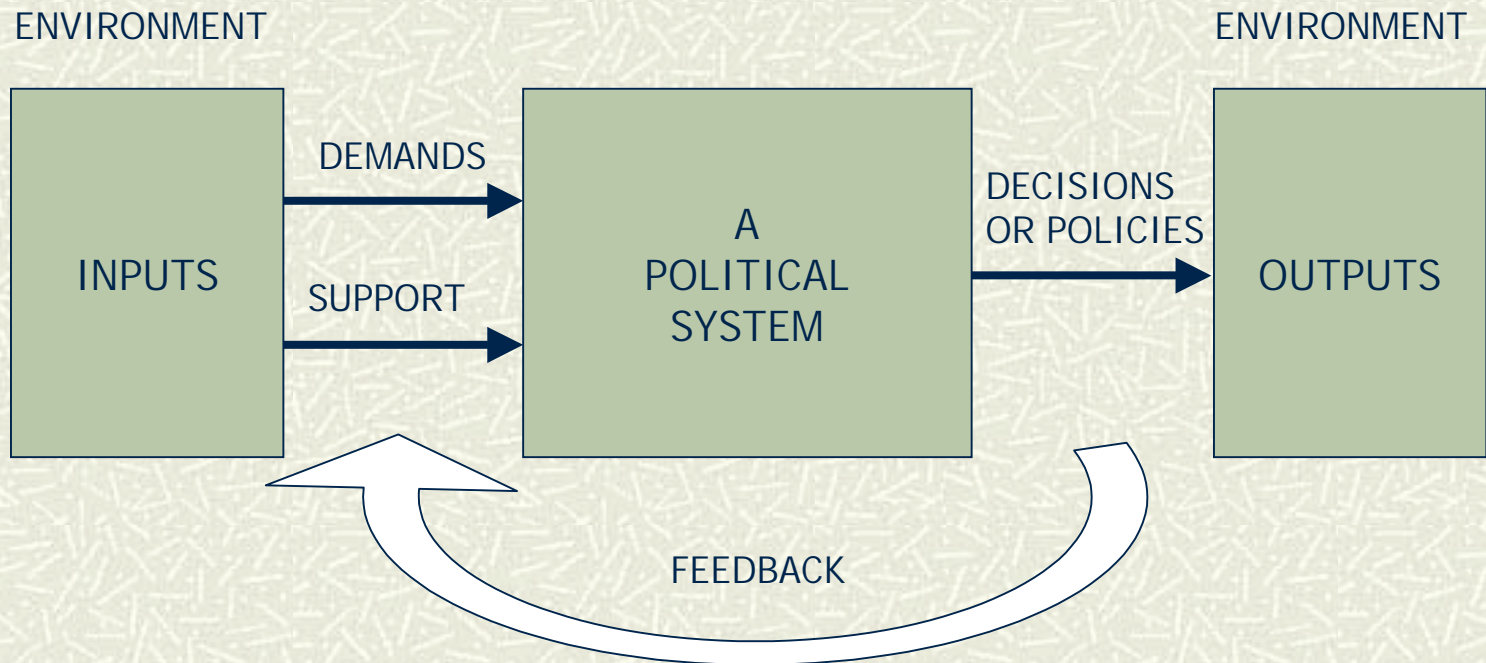 ENVIRONMENT
ENVIRONMENT
INPUTS
DEMANDS
SUPPORT
A
POLITICAL
SYSTEM
DECISIONS
OR POLICIES
OUTPUTS
FEEDBACK